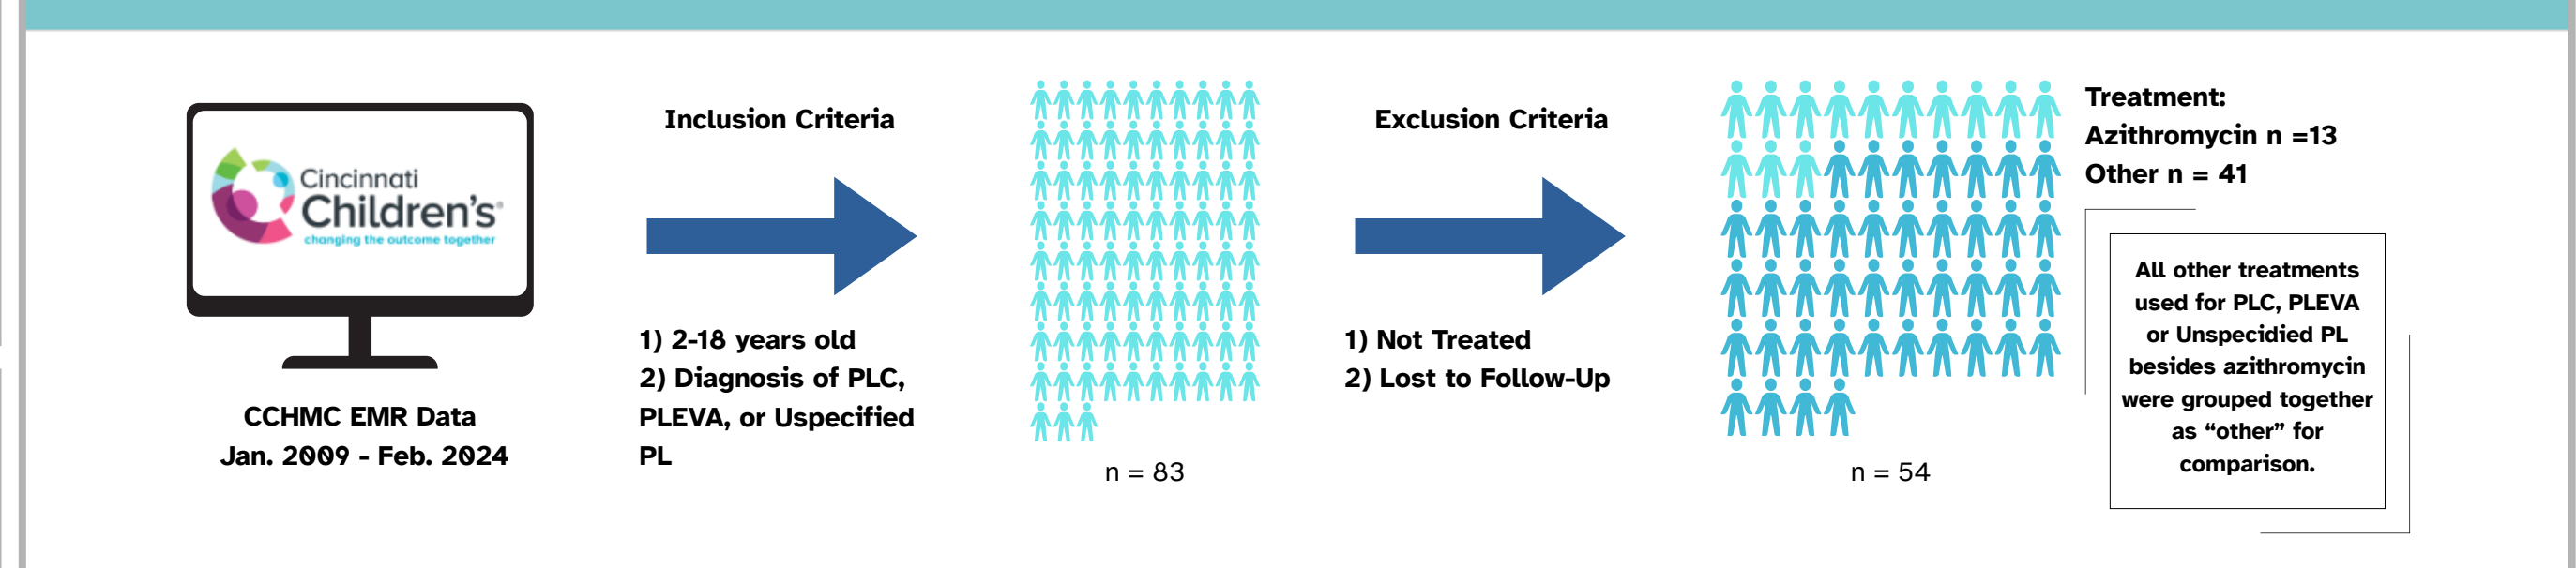 Cincinnati
Children's®
changing the outcome together
CCHMC EMR Data
Jan. 2009 - Feb. 2024
Inclusion Criteria
1) 2-18 years old
2) Diagnosis of PLC,
PLEVA, or Uspecified
PL
n = 83
Exclusion Criteria
1) Not Treated
2) Lost to Follow-Up
n = 54
Treatment:
Azithromycin n =13
Other n = 41
All other treatments
used for PLC, PLEVA
or Unspecidied PL
besides azithromycin
were grouped together
as “other” for
comparison.